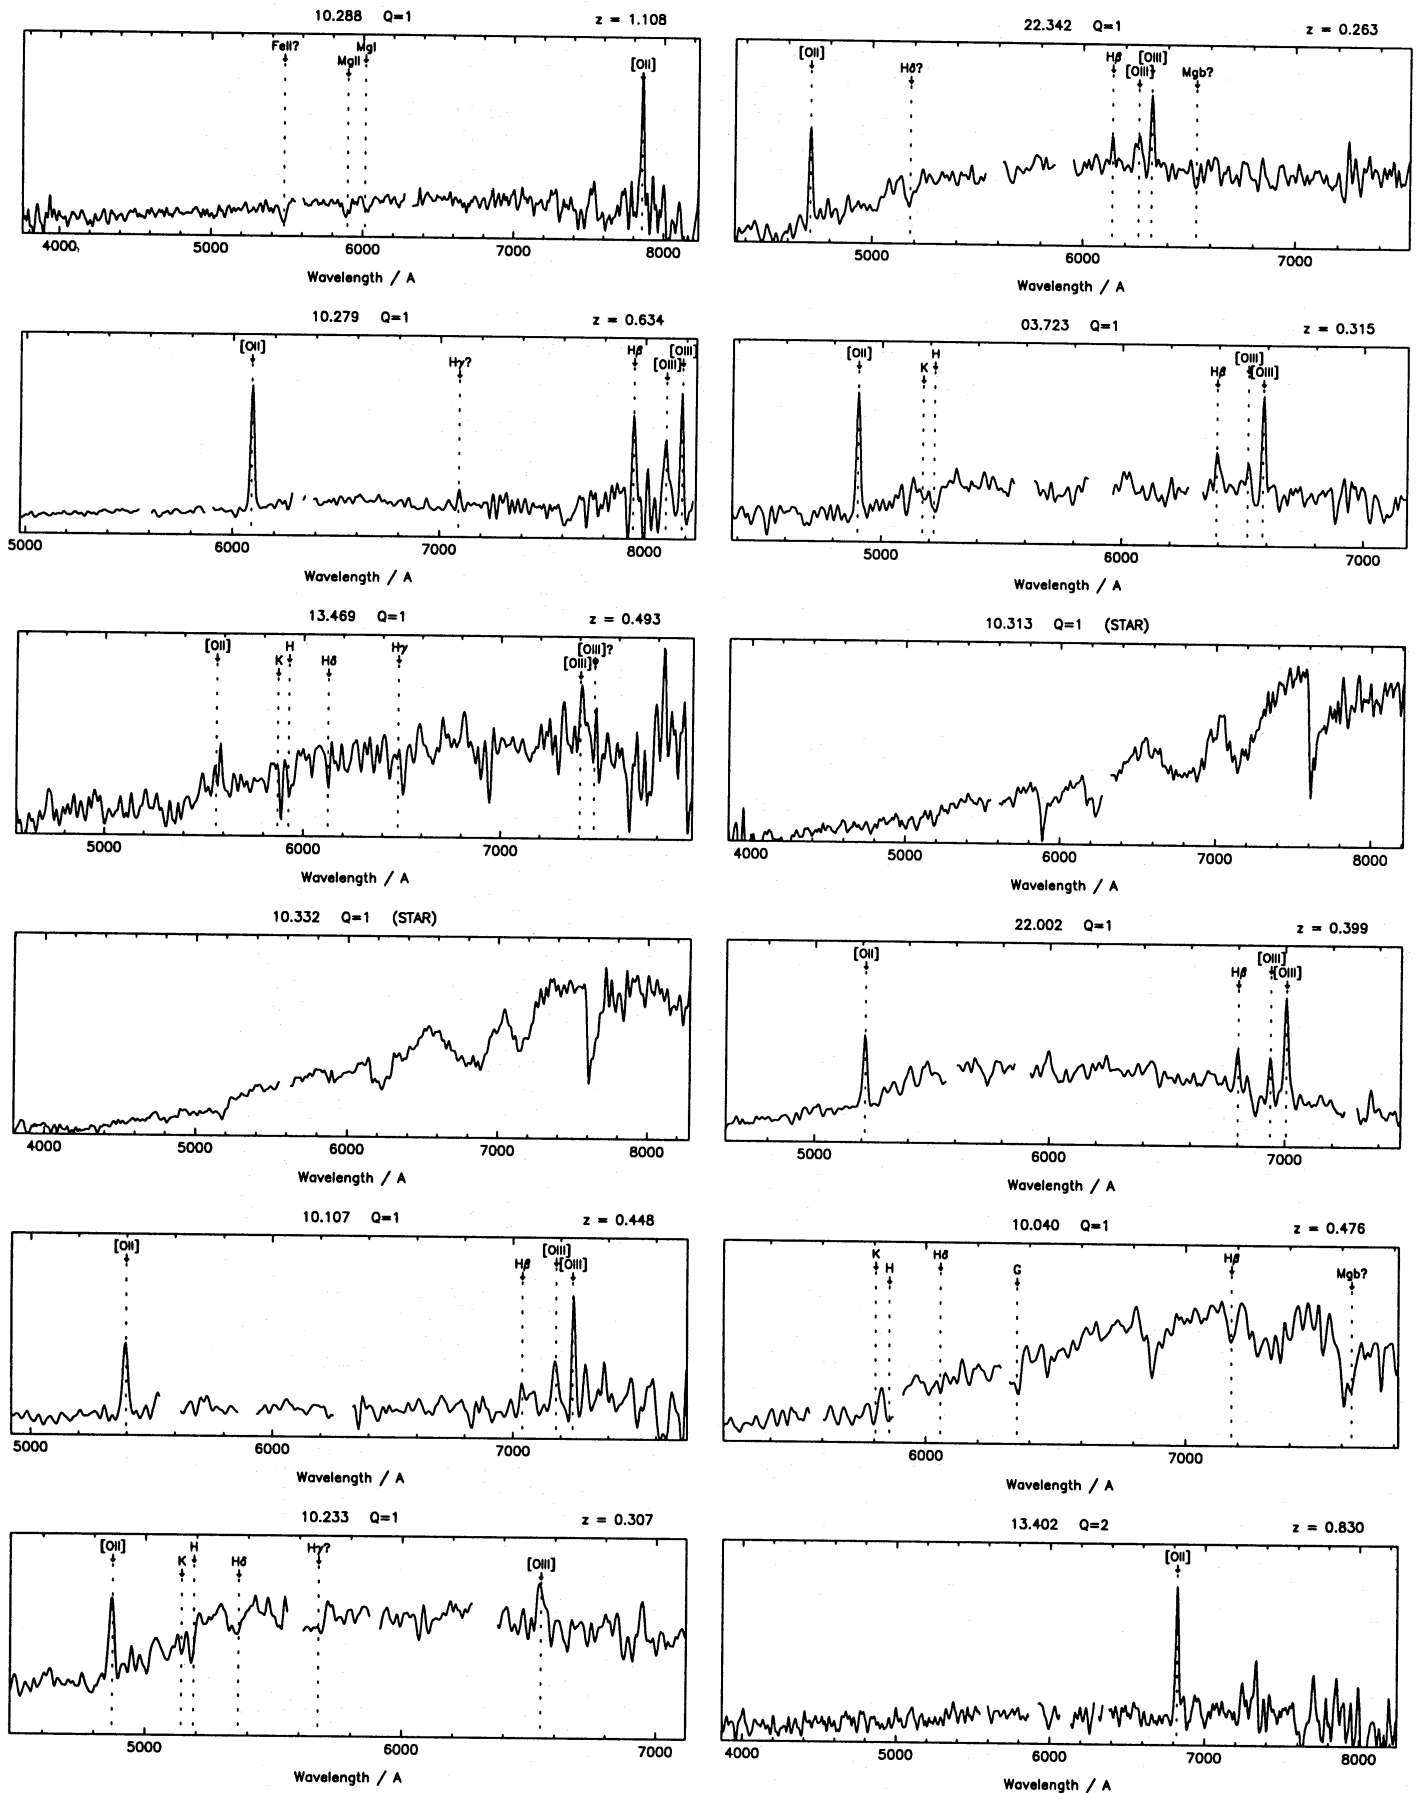 10.288 Q=1 z = 1.108
FeII? MgII MgI [OII]
4000 5000 6000 7000 8000
Wavelength / A
22.342 Q=1 z = 0.263
[OII] Hδ? Hβ [OIII] [OIII] Mgb?
5000 6000 7000
Wavelength / A
10.279 Q=1 z = 0.634
[OII] Hγ? Hβ [OIII] [OIII]
5000 6000 7000 8000
Wavelength / A
03.723 Q=1 z = 0.315
[OII] K H Hβ [OIII] [OIII]
5000 6000 7000
Wavelength / A
13.469 Q=1 z = 0.493
[OII] K H Hδ Hγ [OIII] [OIII]?
5000 6000 7000
Wavelength / A
10.313 Q=1 (STAR)
4000 5000 6000 7000 8000
Wavelength / A
10.332 Q=1 (STAR)
4000 5000 6000 7000 8000
Wavelength / A
22.002 Q=1 z = 0.399
[OII] Hβ [OIII] [OIII]
5000 6000 7000
Wavelength / A
10.107 Q=1 z = 0.448
[OII] Hβ [OIII] [OIII]
5000 6000 7000
Wavelength / A
10.040 Q=1 z = 0.476
K H Hδ G Hβ Mgb?
6000 7000
Wavelength / A
10.233 Q=1 z = 0.307
[OII] K H Hδ Hγ? [OIII]
5000 6000 7000
Wavelength / A
13.402 Q=2 z = 0.830
[OII]
4000 5000 6000 7000 8000
Wavelength / A